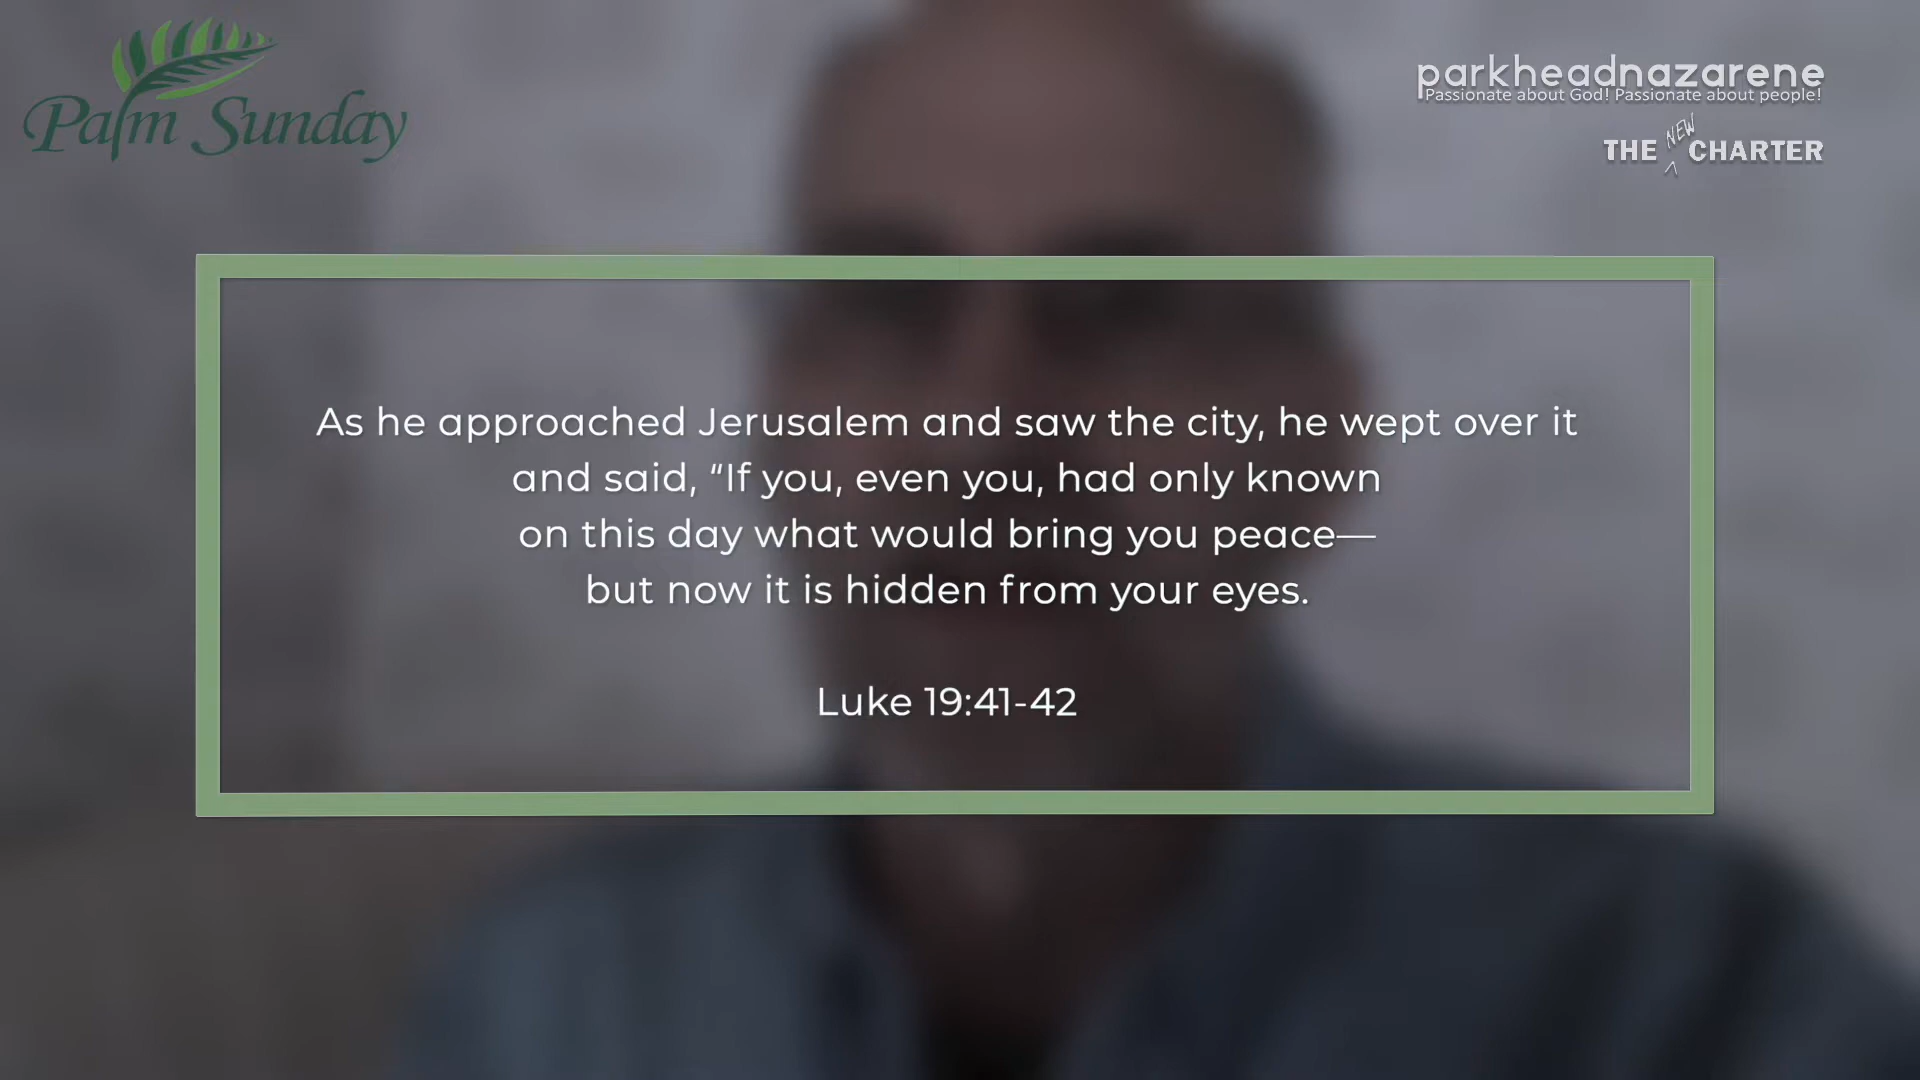 Palm Sunday
parkheadnazarene
Passionate about God! Passionate about people!
THE NEW CHARTER
As he approached Jerusalem and saw the city, he wept over it
and said, “If you, even you, had only known
on this day what would bring you peace—
but now it is hidden from your eyes.
Luke 19:41-42